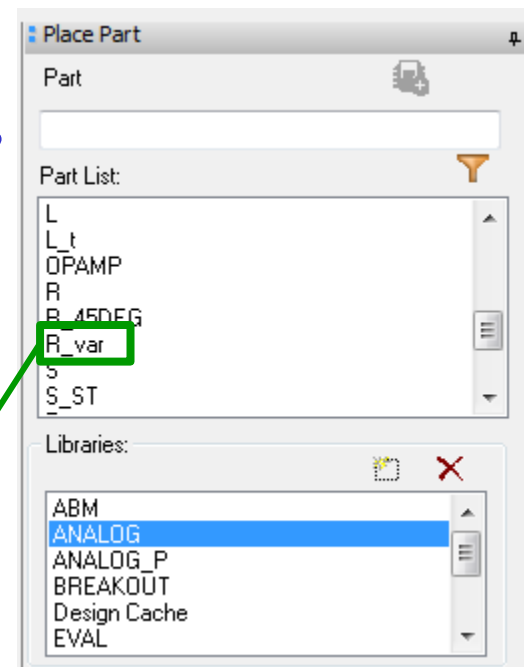 Place Part
Part
Part List:
L
L_t
OPAMP
R
R_45DEG
R_var
S
S_ST
Libraries:
ABM
ANALOG
ANALOG_P
BREAKOUT
Design Cache
EVAL